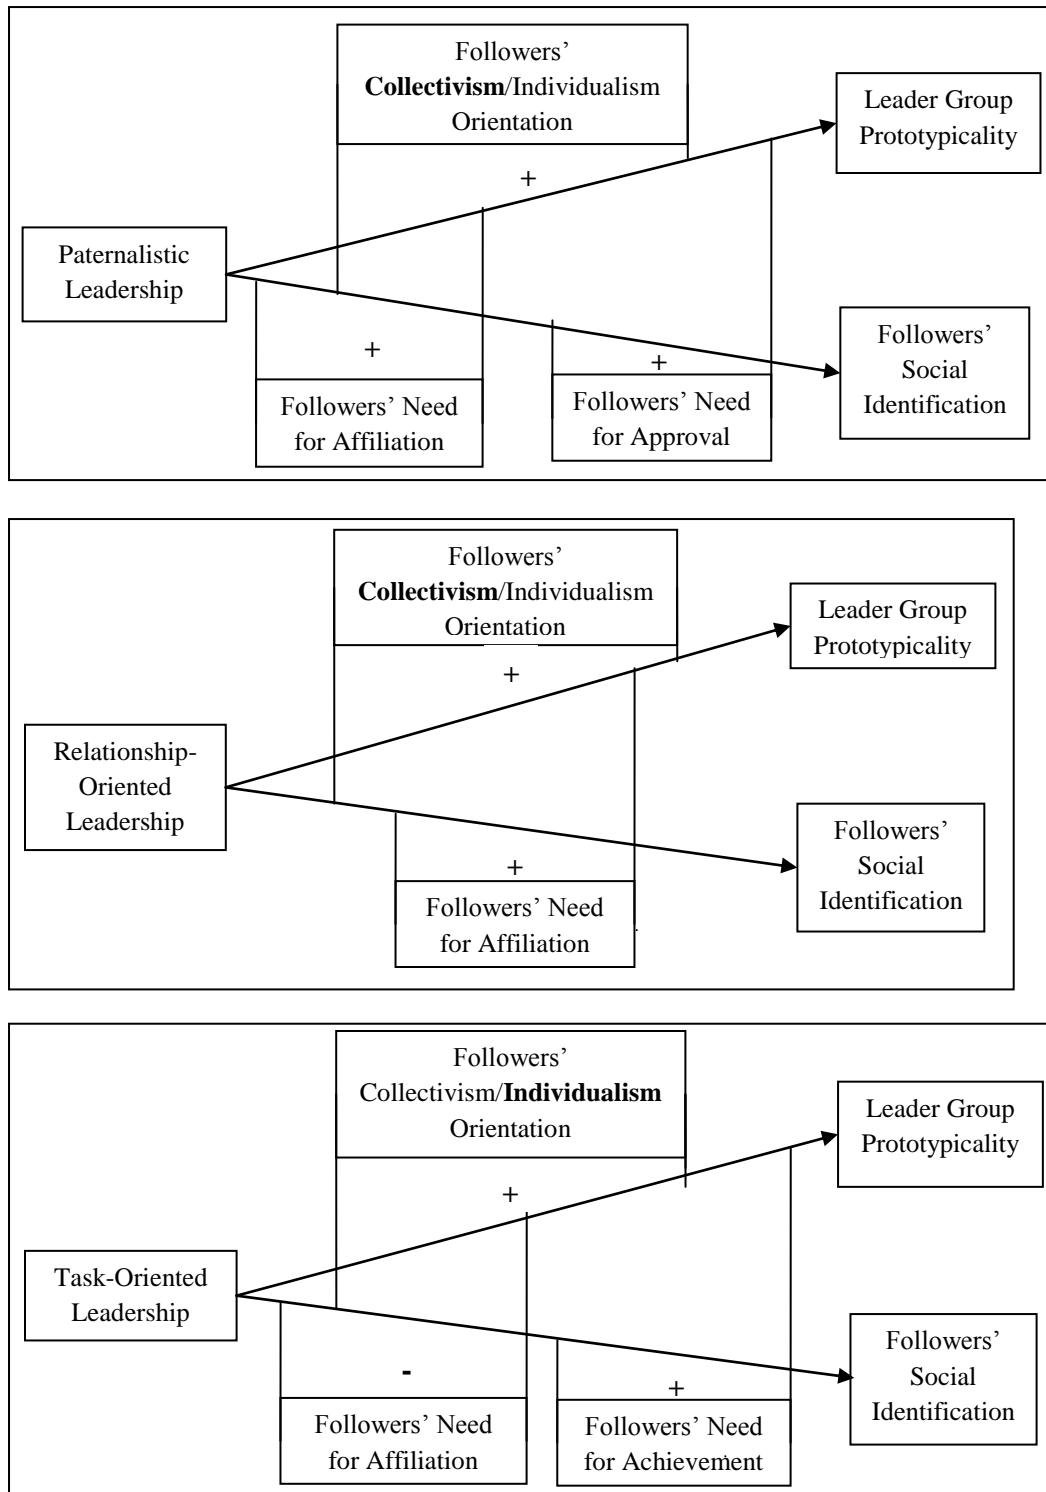 Followers’
Collectivism/Individualism
Orientation
+
Leader Group
Prototypicality
Paternalistic
Leadership
+
Followers’ Need
for Affiliation
+
Followers’ Need
for Approval
Followers’
Social
Identification
Followers’
Collectivism/Individualism
Orientation
+
Leader Group
Prototypicality
Relationship-
Oriented
Leadership
+
Followers’ Need
for Affiliation
Followers’
Social
Identification
Followers’
Collectivism/Individualism
Orientation
+
Leader Group
Prototypicality
Task-Oriented
Leadership
-
Followers’ Need
for Affiliation
+
Followers’ Need
for Achievement
Followers’
Social
Identification